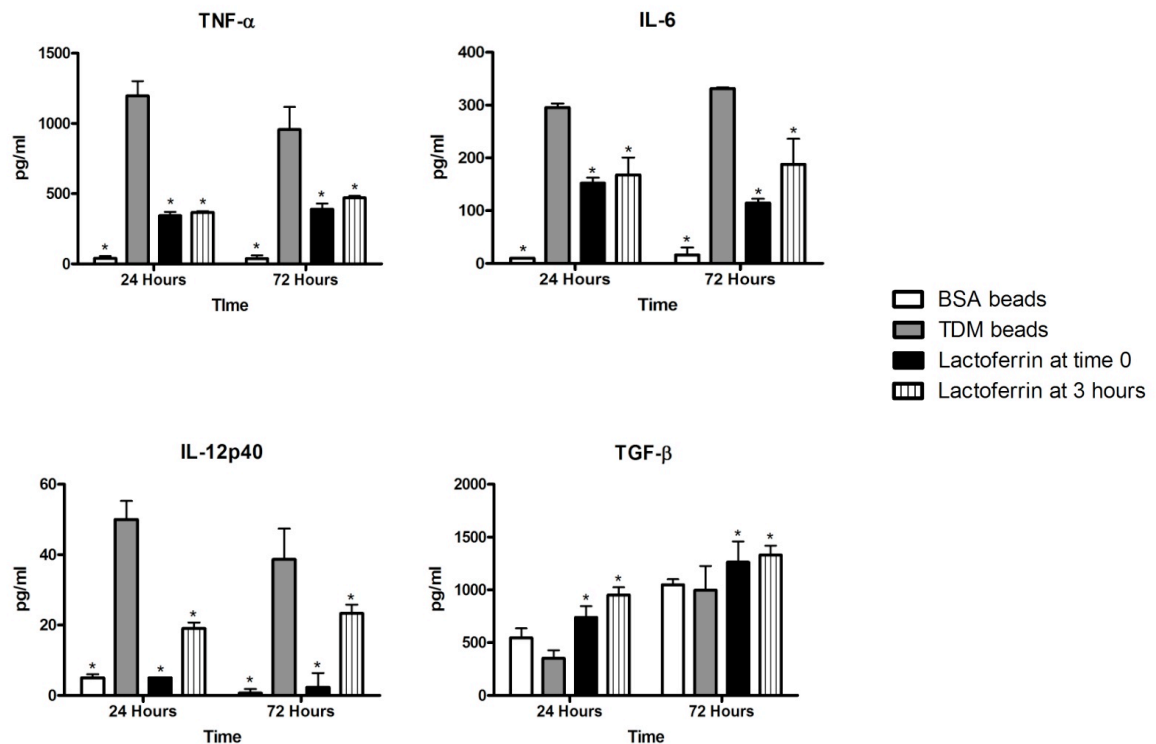 TNF-α
1500
1000
500
0
pg/ml
* * * * * *
24 Hours 72 Hours
TIme
IL-6
400
300
200
100
0
pg/ml
* * * * * *
24 Hours 72 Hours
Time
BSA beads
TDM beads
Lactoferrin at time 0
Lactoferrin at 3 hours
IL-12p40
60
40
20
0
pg/ml
* * * * * *
24 Hours 72 Hours
Time
TGF-β
2000
1500
1000
500
0
pg/ml
* * * *
24 Hours 72 Hours
Time